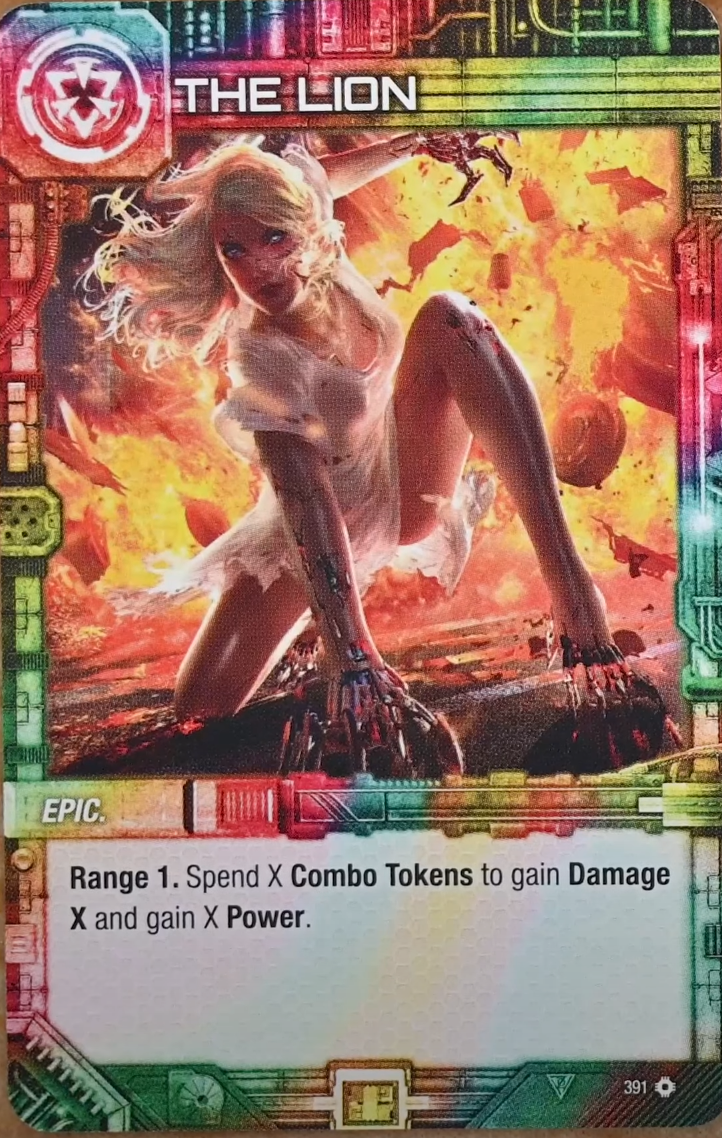 THE LION
EPIC.
Range 1. Spend X Combo Tokens to gain Damage
X and gain X Power.
391